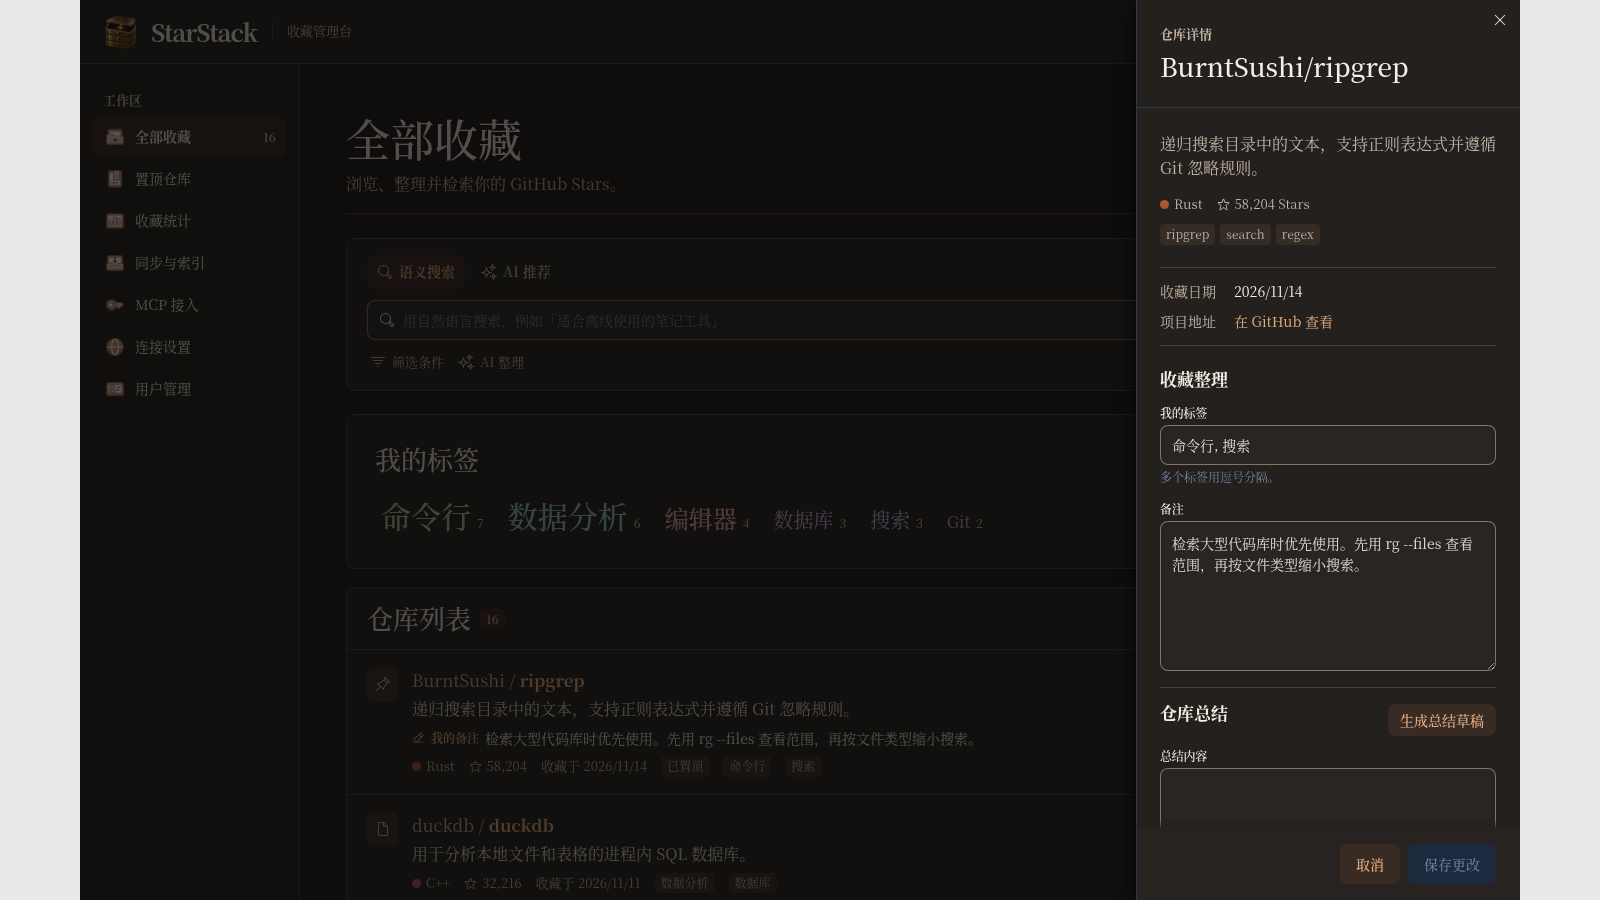 StarStack
收藏管理台
工作区
全部收藏 16
置顶仓库
收藏统计
同步与索引
MCP 接入
连接设置
用户管理
全部收藏
浏览、整理并检索你的 GitHub Stars。
语义搜索 AI 推荐
用自然语言搜索，例如「适合离线使用的笔记工具」
筛选条件 AI 整理
我的标签
命令行 7 数据分析 6 编辑器 4 数据库 3 搜索 3 Git 2
仓库列表 16
BurntSushi / ripgrep
递归搜索目录中的文本，支持正则表达式并遵循 Git 忽略规则。
我的备注 检索大型代码库时优先使用。先用 rg --files 查看范围，再按文件类型缩小搜索。
Rust 58,204 收藏于 2026/11/14 已置顶 命令行 搜索
duckdb / duckdb
用于分析本地文件和表格的进程内 SQL 数据库。
C++ 32,216 收藏于 2026/11/11 数据分析 数据库
仓库详情
BurntSushi/ripgrep
递归搜索目录中的文本，支持正则表达式并遵循
Git 忽略规则。
Rust 58,204 Stars
ripgrep search regex
收藏日期 2026/11/14
项目地址 在 GitHub 查看
收藏整理
我的标签
命令行, 搜索
多个标签用逗号分隔。
备注
检索大型代码库时优先使用。先用 rg --files 查看
范围，再按文件类型缩小搜索。
仓库总结 生成总结草稿
总结内容
取消 保存更改